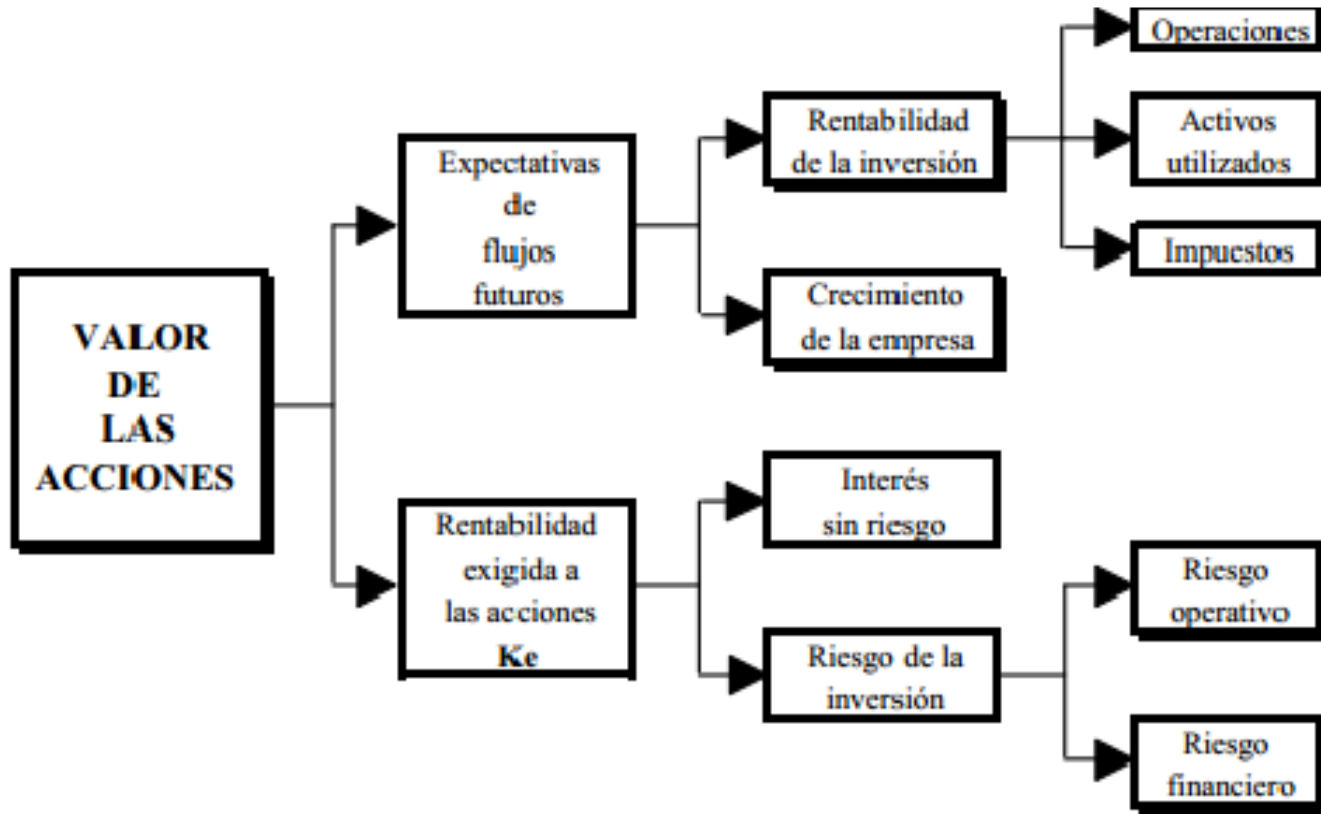 VALOR
DE
LAS
ACCIONES
Expectativas
de
flujos
futuros
Rentabilidad
exigida a
las acciones
Ke
Rentabilidad
de la inversión
Crecimiento
de la empresa
Interés
sin riesgo
Riesgo de la
inversión
Operaciones
Activos
utilizados
Impuestos
Riesgo
operativo
Riesgo
financiero